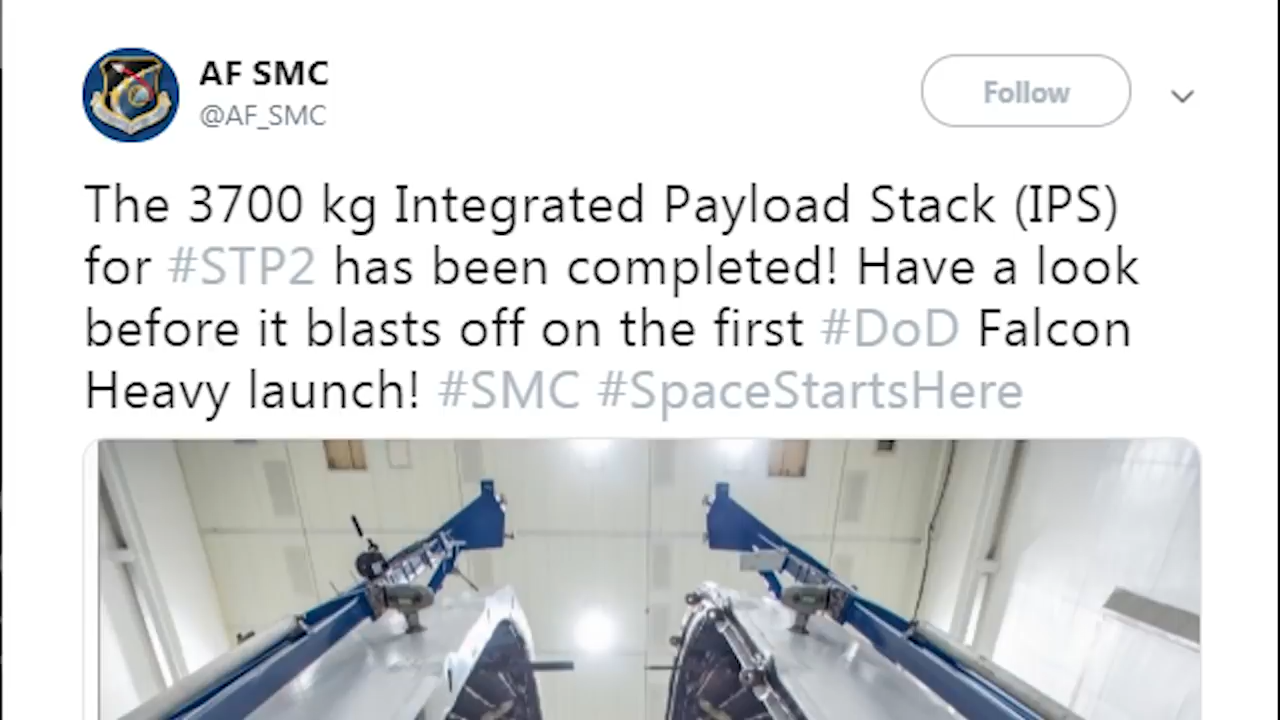 AF SMC
@AF_SMC
Follow
The 3700 kg Integrated Payload Stack (IPS)
for #STP2 has been completed! Have a look
before it blasts off on the first #DoD Falcon
Heavy launch! #SMC #SpaceStartsHere